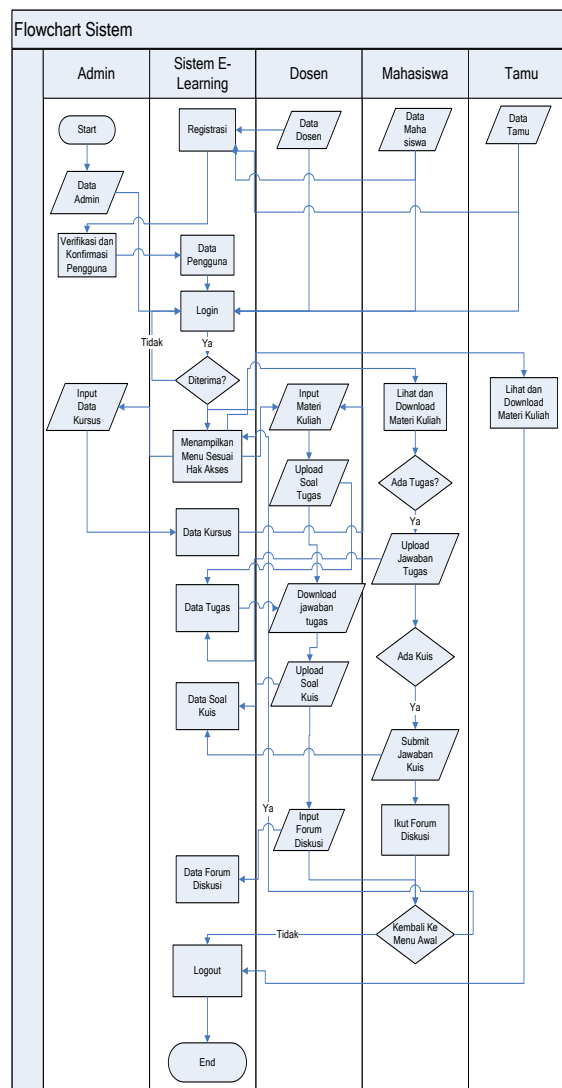 Flowchart Sistem
Admin
Sistem E-
Learning
Dosen
Mahasiswa
Tamu
Start
Registrasi
Data
Dosen
Data
Maha
siswa
Data
Tamu
Data
Admin
Verifikasi dan
Konfirmasi
Pengguna
Data
Pengguna
Login
Tidak
Ya
Diterima?
Input
Data
Kursus
Menampilkan
Menu Sesuai
Hak Akses
Input
Materi
Kuliah
Lihat dan
Download
Materi Kuliah
Lihat dan
Download
Materi Kuliah
Upload
Soal
Tugas
Ada Tugas?
Ya
Data Kursus
Upload
Jawaban
Tugas
Data Tugas
Download
jawaban
tugas
Ada Kuis
Upload
Soal
Kuis
Data Soal
Kuis
Ya
Submit
Jawaban
Kuis
Ya
Input
Forum
Diskusi
Ikut Forum
Diskusi
Data Forum
Diskusi
Kembali Ke
Menu Awal
Tidak
Logout
End